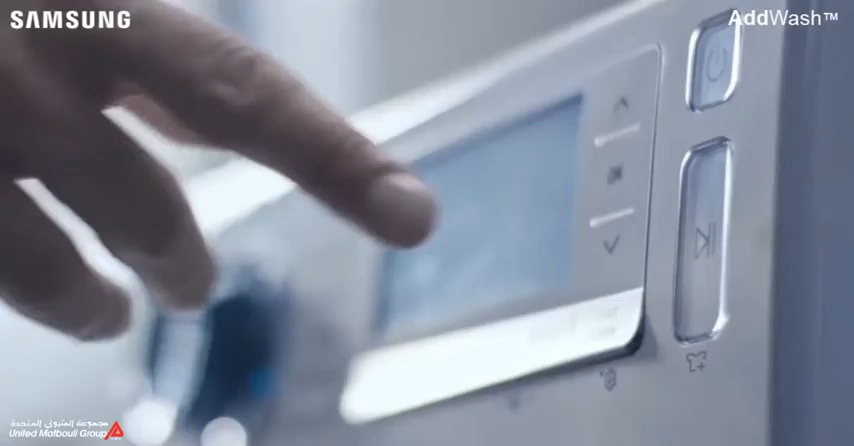 SAMSUNG
AddWash™
مجموعة المتبولي المتحدة
United Matbouli Group